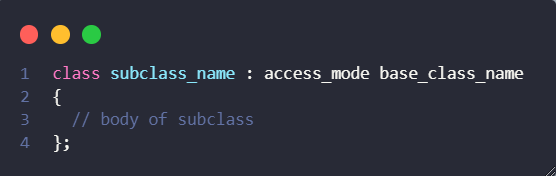 1 class subclass_name : access_mode base_class_name
2 {
3   // body of subclass
4 };